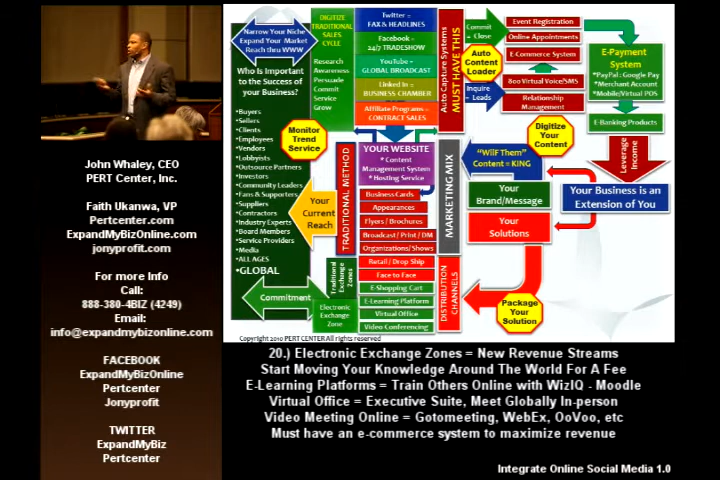 John Whaley, CEO
PERT Center, Inc.
Faith Ukanwa, VP
Pertcenter.com
ExpandMyBizOnline.com
jonyprofit.com
For more Info
Call:
888-380-4BIZ (4249)
Email:
info@expandmybizonline.com
FACEBOOK
ExpandMyBizOnline
Pertcenter
Jonyprofit
TWITTER
ExpandMyBiz
Pertcenter
Narrow Your Niche
Expand Your Market
Reach thru WWW
Who Is Important
to the Success of
your Business?
*Buyers
*Sellers
*Clients
*Employees
*Vendors
*Lobbyists
*Outsource Partners
*Investors
*Community Leaders
*Fans & Supporters
*Suppliers
*Contractors
*Industry Experts
*Board Members
*Service Providers
*Media
*ALL AGES
*GLOBAL
Commitment
DIGITIZE
TRADITIONAL
SALES
CYCLE
Research
Awareness
Persuade
Commit
Service
Grow
Monitor
Trend
Service
Your
Current
Reach
Traditional
Exchange
Zones
Electronic
Exchange
Zone
Twitter =
FAX & HEADLINES
Facebook =
24/7 TRADESHOW
YouTube =
GLOBAL BROADCAST
Linked In =
BUSINESS CHAMBER
Affiliate Programs =
CONTRACT SALES
TRADITIONAL METHOD
YOUR WEBSITE
* Content
Management System
* Hosting Service
Business Cards
Appearances
Flyers / Brochures
Broadcast / Print / DM
Organizations/Shows
Retail / Drop Ship
Face to Face
E-Shopping Cart
E-Learning Platform
Virtual Office
Video Conferencing
Auto Capture Systems
MUST HAVE THIS
MARKETING MIX
DISTRIBUTION
CHANNELS
Commit
= Close
Auto
Content
Loader
Inquire
= Leads
Event Registration
Online Appointments
E-Commerce System
800 Virtual Voice/SMS
Relationship
Management
E-Payment
System
*PayPal : Google Pay
*Merchant Account
*Mobile/Virtual POS
E-Banking Products
Leverage
Income
Digitize
Your
Content
"WiiF Them"
Content = KING
Your
Brand/Message
Your
Solutions
Your Business is an
Extension of You
Package
Your
Solution
Copyright 2010 PERT CENTER All rights reserved
20.) Electronic Exchange Zones = New Revenue Streams
Start Moving Your Knowledge Around The World For A Fee
E-Learning Platforms = Train Others Online with WizIQ - Moodle
Virtual Office = Executive Suite, Meet Globally In-person
Video Meeting Online = Gotomeeting, WebEx, OoVoo, etc
Must have an e-commerce system to maximize revenue
Integrate Online Social Media 1.0